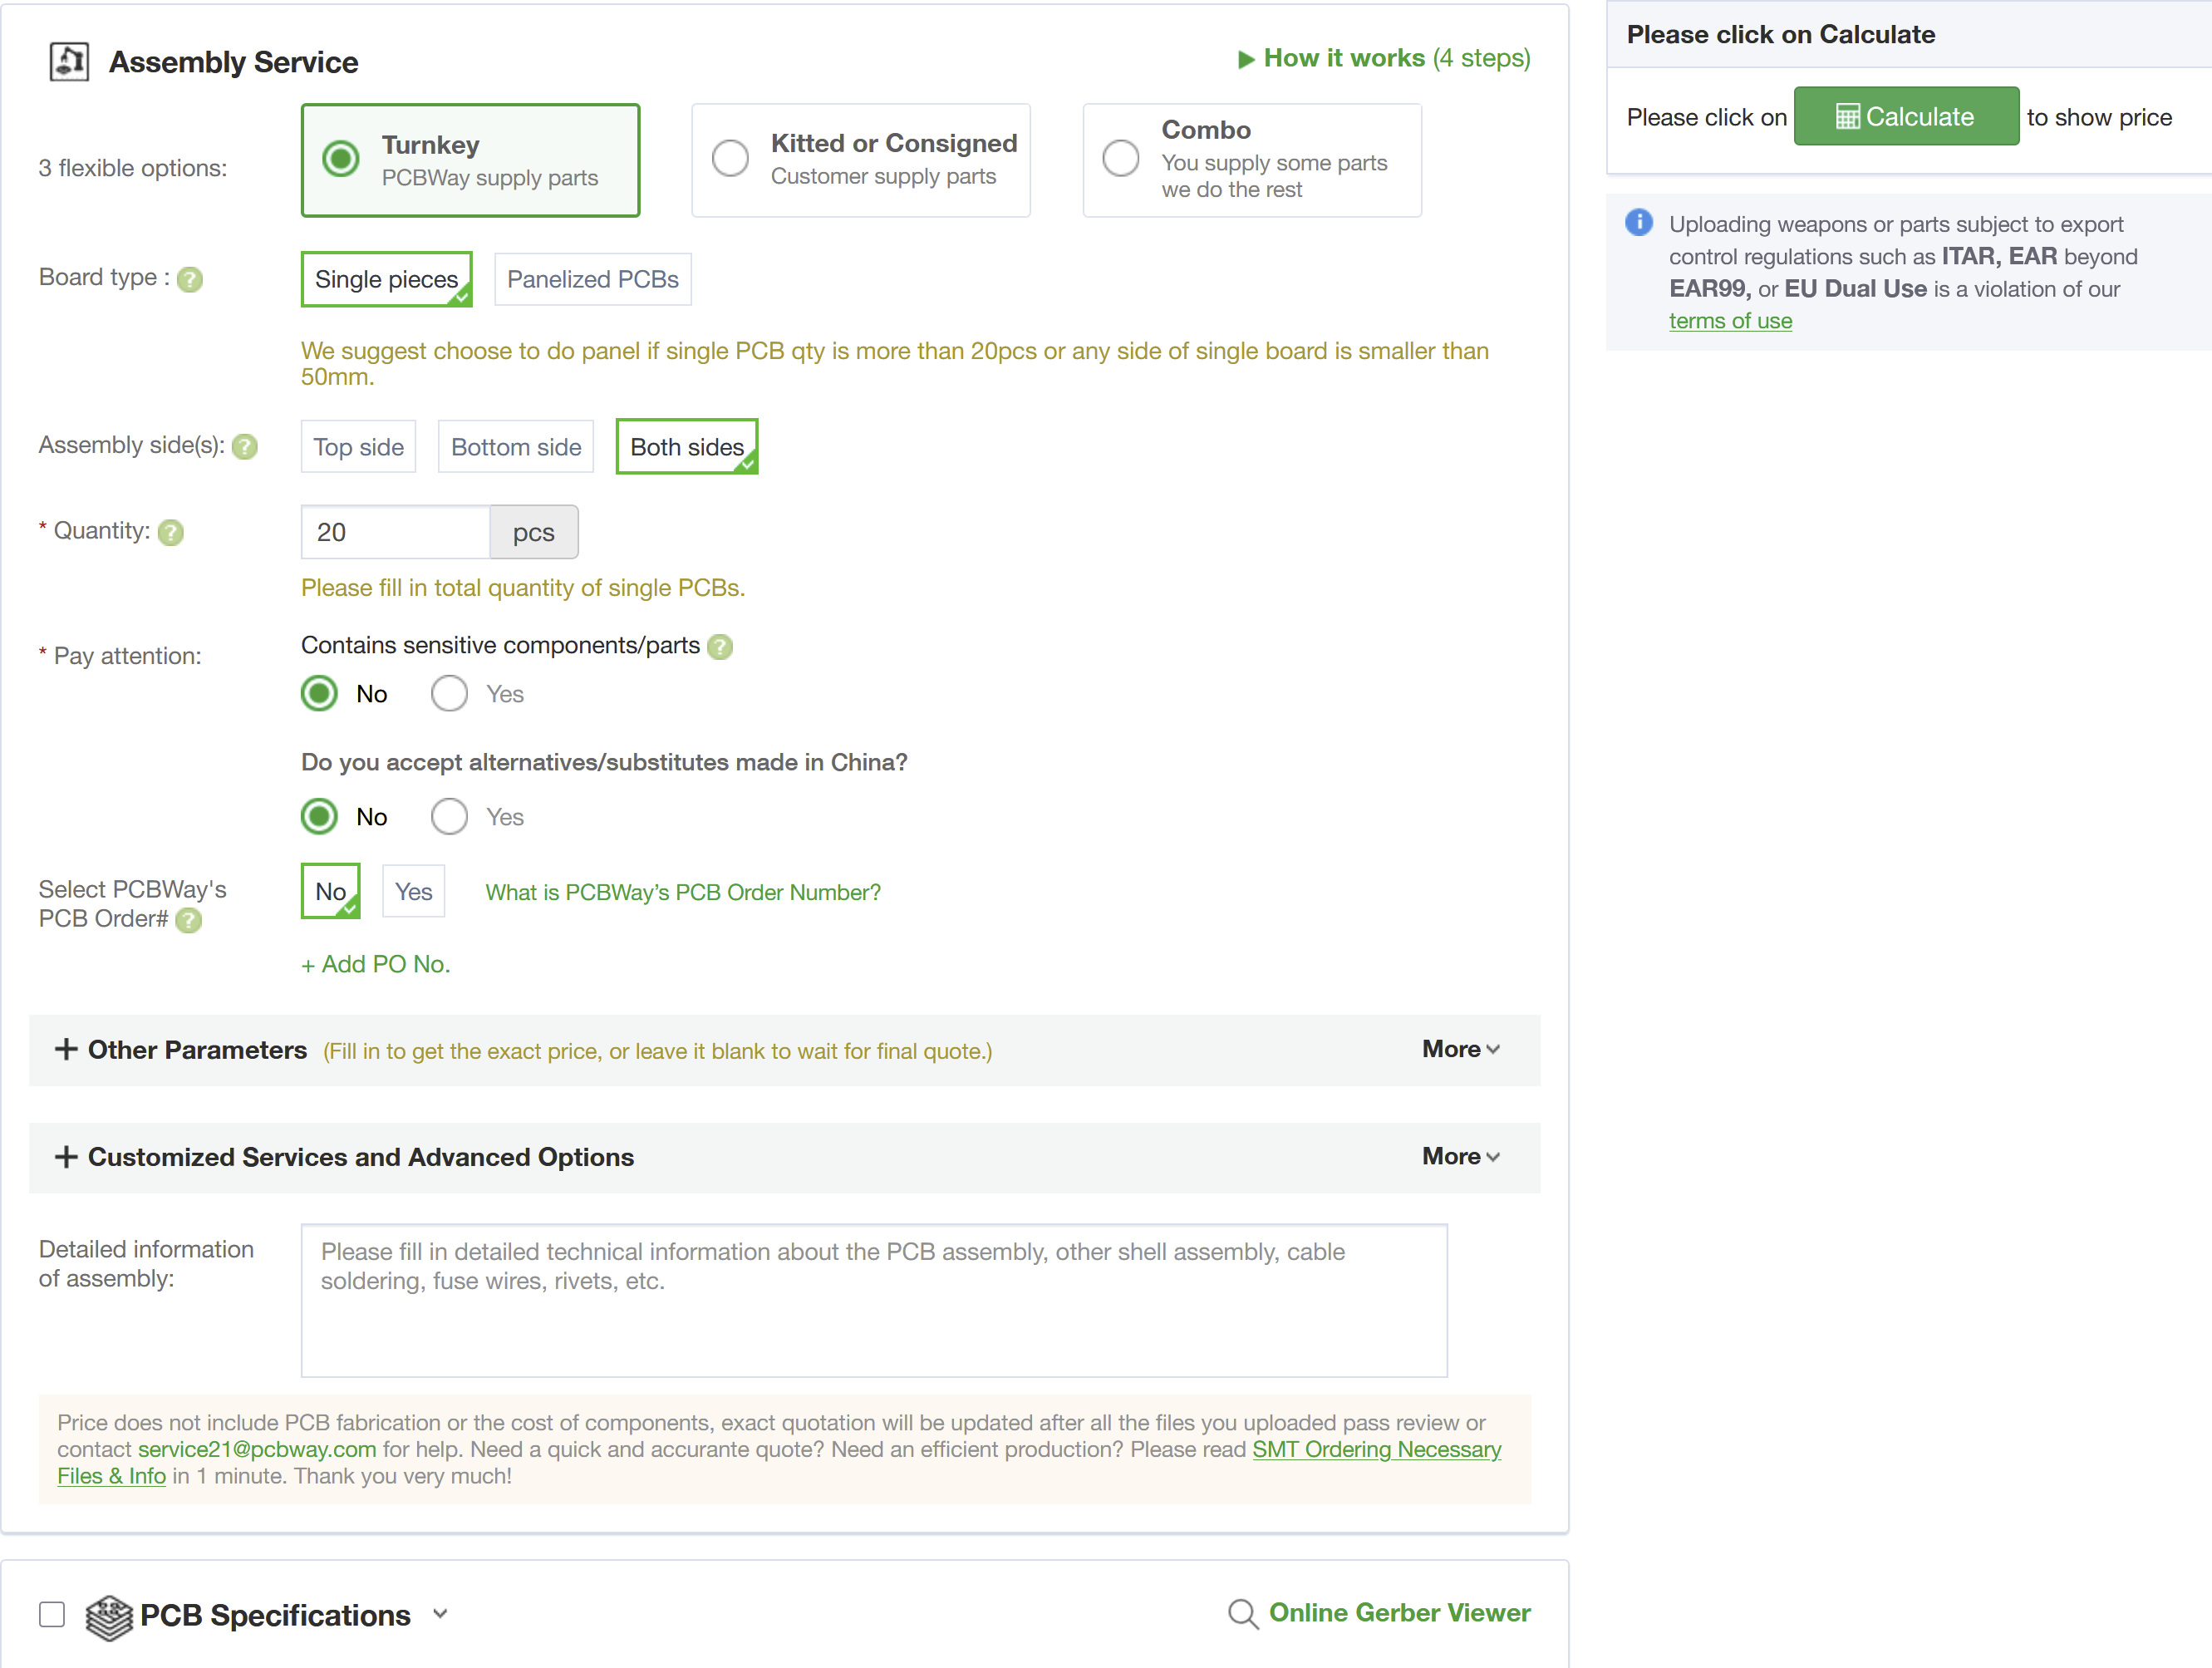 Assembly Service
How it works (4 steps)
3 flexible options:
Turnkey
PCBWay supply parts
Kitted or Consigned
Customer supply parts
Combo
You supply some parts
we do the rest
Board type : ?
Single pieces
Panelized PCBs
We suggest choose to do panel if single PCB qty is more than 20pcs or any side of single board is smaller than
50mm.
Assembly side(s): ?
Top side
Bottom side
Both sides
* Quantity: ?
20
pcs
Please fill in total quantity of single PCBs.
* Pay attention:
Contains sensitive components/parts ?
No
Yes
Do you accept alternatives/substitutes made in China?
No
Yes
Select PCBWay's
PCB Order# ?
No
Yes
What is PCBWay’s PCB Order Number?
+ Add PO No.
+ Other Parameters (Fill in to get the exact price, or leave it blank to wait for final quote.)
More
+ Customized Services and Advanced Options
More
Detailed information
of assembly:
Please fill in detailed technical information about the PCB assembly, other shell assembly, cable
soldering, fuse wires, rivets, etc.
Price does not include PCB fabrication or the cost of components, exact quotation will be updated after all the files you uploaded pass review or
contact service21@pcbway.com for help. Need a quick and accurante quote? Need an efficient production? Please read SMT Ordering Necessary
Files & Info in 1 minute. Thank you very much!
PCB Specifications
Online Gerber Viewer
Please click on Calculate
Please click on Calculate to show price
Uploading weapons or parts subject to export
control regulations such as ITAR, EAR beyond
EAR99, or EU Dual Use is a violation of our
terms of use